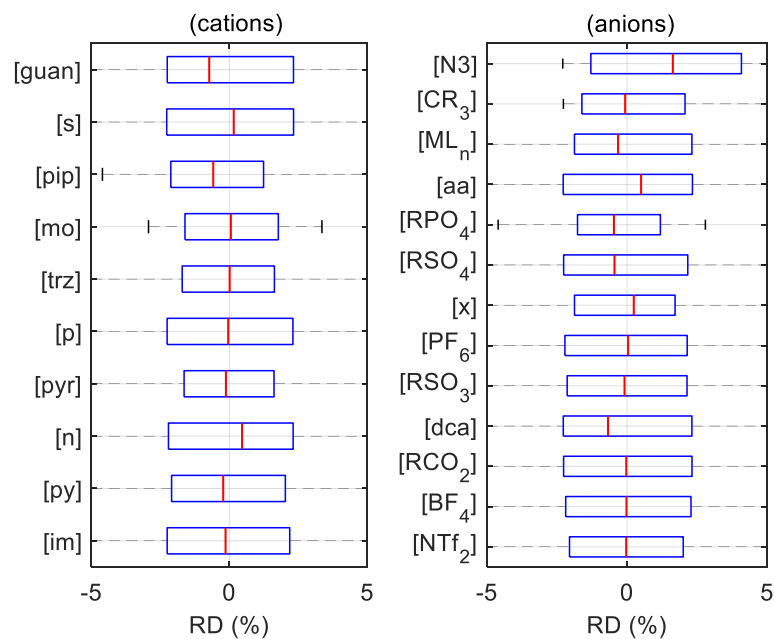 (cations)
[guan]
[s]
[pip]
[mo]
[trz]
[p]
[pyr]
[n]
[py]
[im]
-5 0 5
RD (%)
(anions)
[N3]
[CR₃]
[MLₙ]
[aa]
[RPO₄]
[RSO₄]
[x]
[PF₆]
[RSO₃]
[dca]
[RCO₂]
[BF₄]
[NTf₂]
-5 0 5
RD (%)